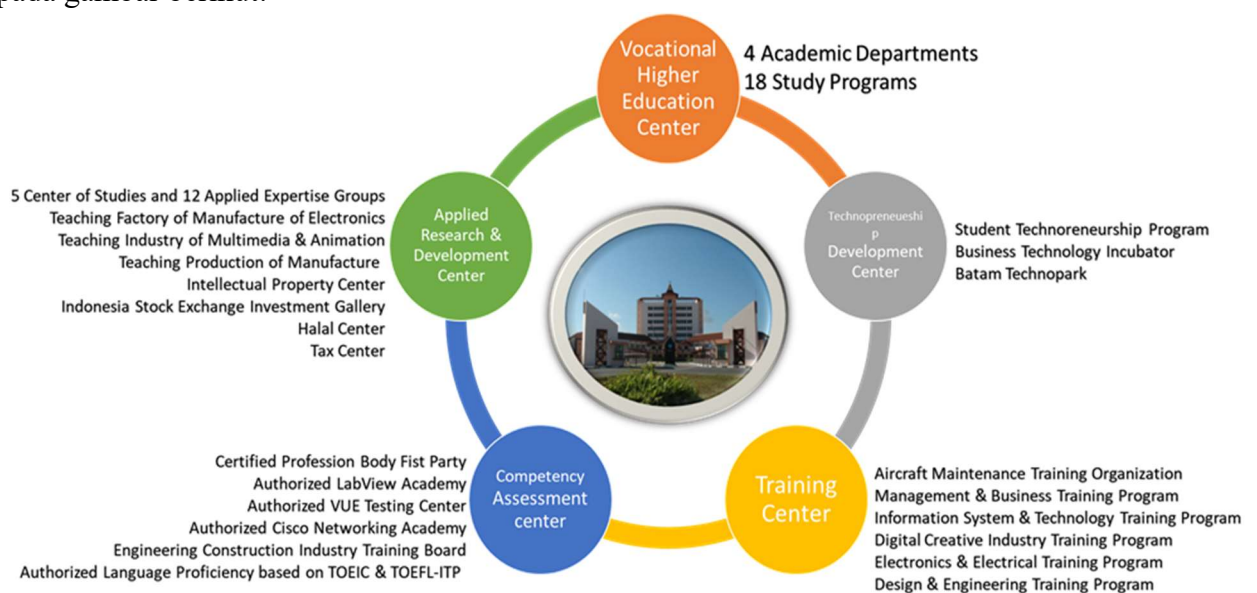 pada gambar berikut.
Vocational
Higher
Education
Center
4 Academic Departments
18 Study Programs
Technopreneueshi
p
Development
Center
Student Technoreneurship Program
Business Technology Incubator
Batam Technopark
Training
Center
Aircraft Maintenance Training Organization
Management & Business Training Program
Information System & Technology Training Program
Digital Creative Industry Training Program
Electronics & Electrical Training Program
Design & Engineering Training Program
Competency
Assessment
center
Certified Profession Body Fist Party
Authorized LabView Academy
Authorized VUE Testing Center
Authorized Cisco Networking Academy
Engineering Construction Industry Training Board
Authorized Language Proficiency based on TOEIC & TOEFL-ITP
Applied
Research &
Development
Center
5 Center of Studies and 12 Applied Expertise Groups
Teaching Factory of Manufacture of Electronics
Teaching Industry of Multimedia & Animation
Teaching Production of Manufacture
Intellectual Property Center
Indonesia Stock Exchange Investment Gallery
Halal Center
Tax Center